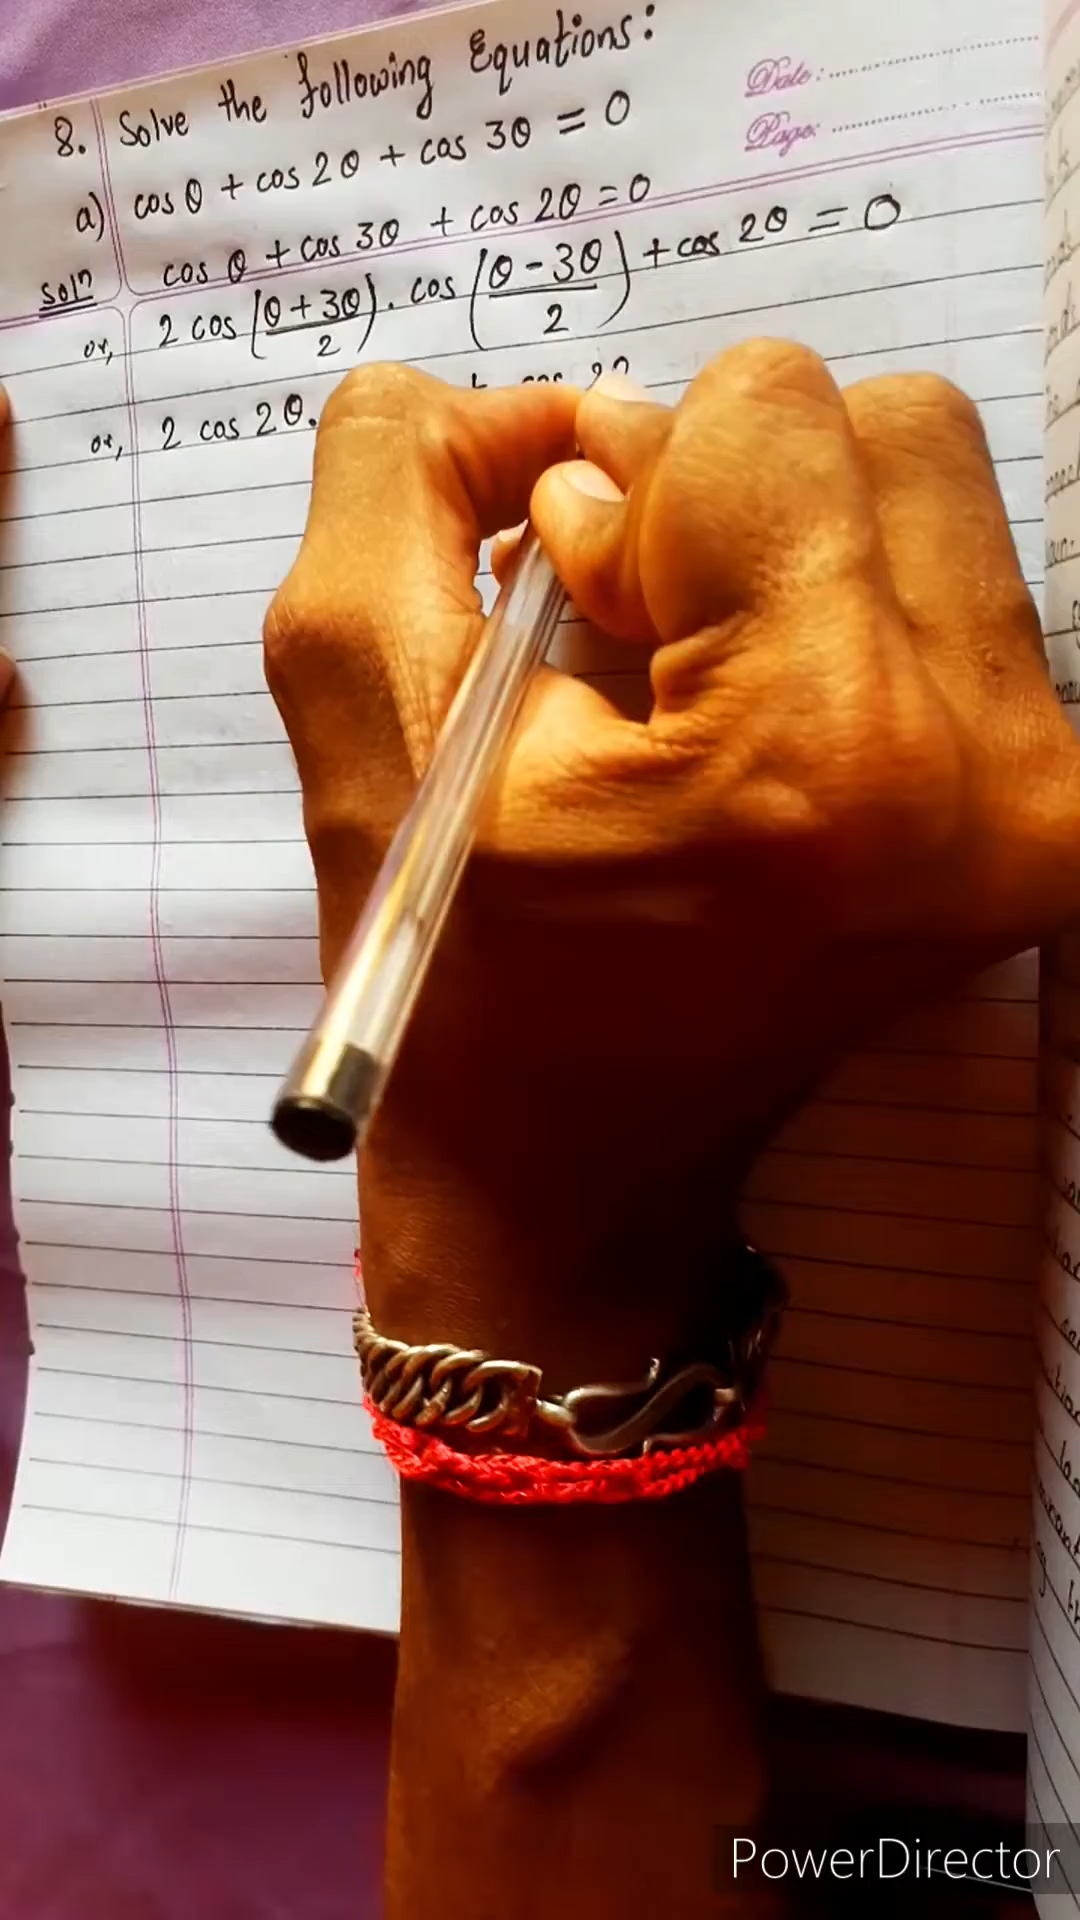 8. Solve the following Equations:
Date:
Page:
a) cos θ + cos 2θ + cos 3θ = 0
solⁿ cos θ + cos 3θ + cos 2θ = 0
or, 2 cos (θ + 3θ / 2) . cos (θ - 3θ / 2) + cos 2θ = 0
or, 2 cos 2θ.
PowerDirector